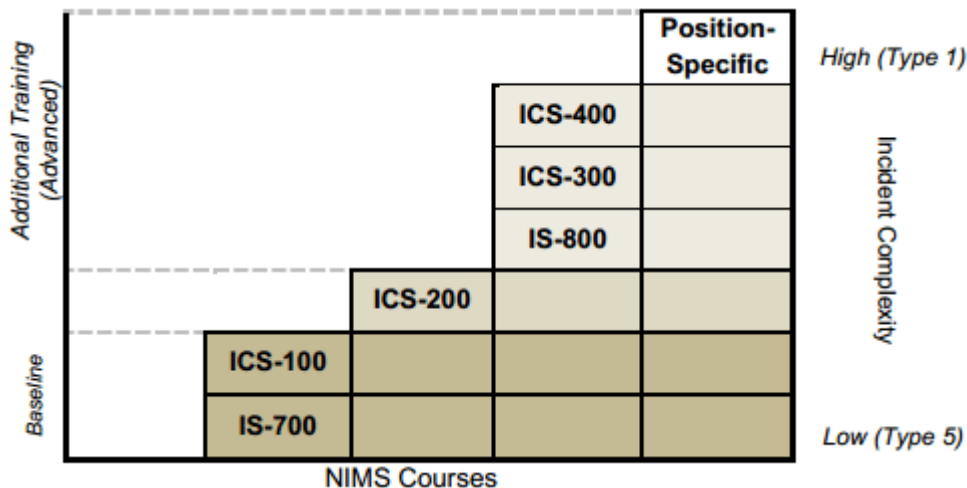 Position-
Specific
High (Type 1)
Additional Training
(Advanced)
ICS-400
ICS-300
Incident Complexity
IS-800
ICS-200
ICS-100
Baseline
IS-700
Low (Type 5)
NIMS Courses